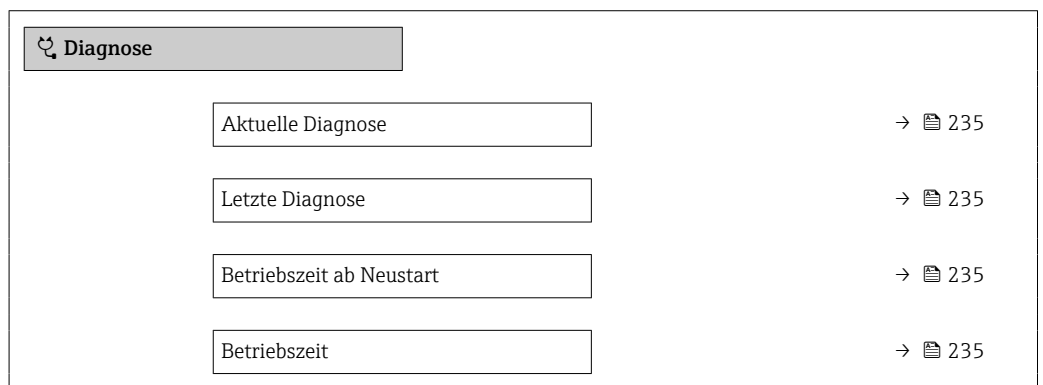 Diagnose
Aktuelle Diagnose → 235
Letzte Diagnose → 235
Betriebszeit ab Neustart → 235
Betriebszeit → 235